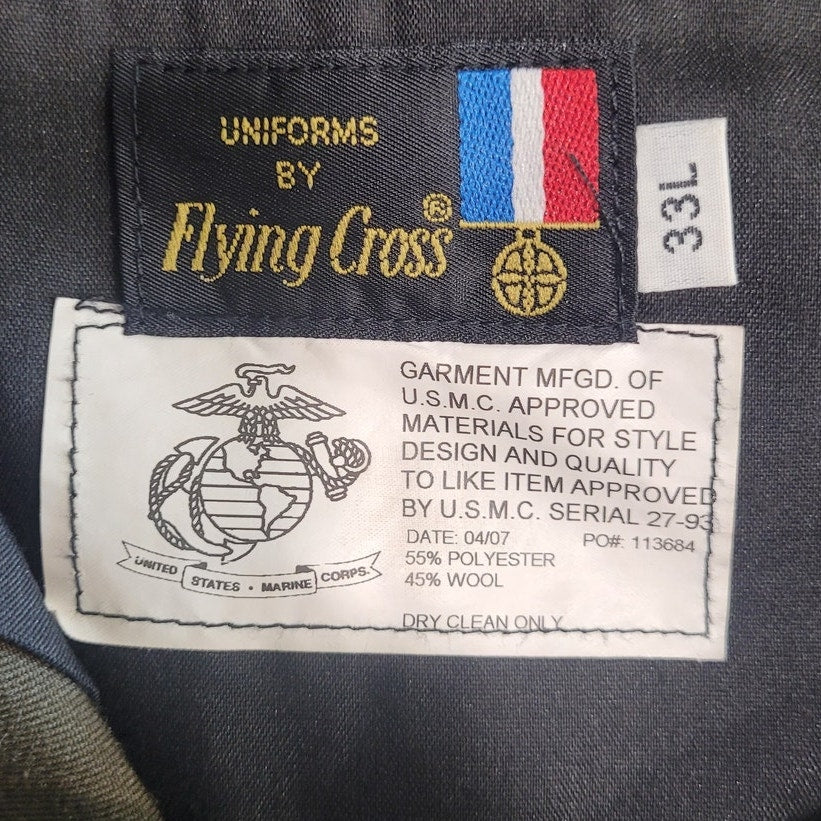 UNIFORMS
BY
Flying Cross®
33L
GARMENT MFGD. OF
U.S.M.C. APPROVED
MATERIALS FOR STYLE
DESIGN AND QUALITY
TO LIKE ITEM APPROVED
BY U.S.M.C. SERIAL 27-93
DATE: 04/07 PO#: 113684
55% POLYESTER
45% WOOL
DRY CLEAN ONLY
UNITED STATES • MARINE CORPS.